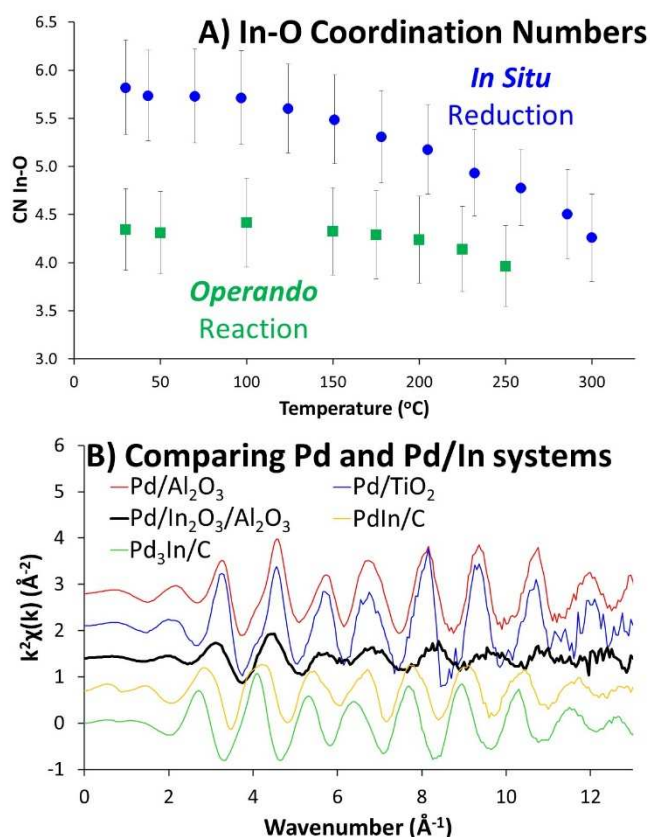 A) In-O Coordination Numbers
6.5
6.0
5.5
5.0
4.5
4.0
3.5
3.0
CN In-O
In Situ
Reduction
Operando
Reaction
0 50 100 150 200 250 300
Temperature (°C)
B) Comparing Pd and Pd/In systems
6
5
4
3
2
1
0
-1
k²χ(k) (Å⁻²)
Pd/Al₂O₃ Pd/TiO₂
Pd/In₂O₃/Al₂O₃ PdIn/C
Pd₃In/C
0 2 4 6 8 10 12
Wavenumber (Å⁻¹)